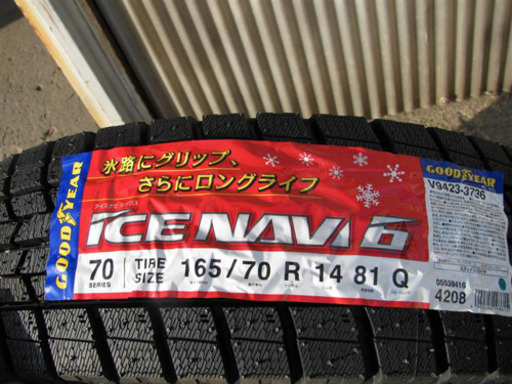 GOODYEAR
氷路にグリップ、
さらにロングライフ
アイスナビシックス
iCE NAVi 6
70 SERIES
TIRE SIZE 165/70 R 14 81 Q
GOODYEAR
V9423-3736
05539416
4208